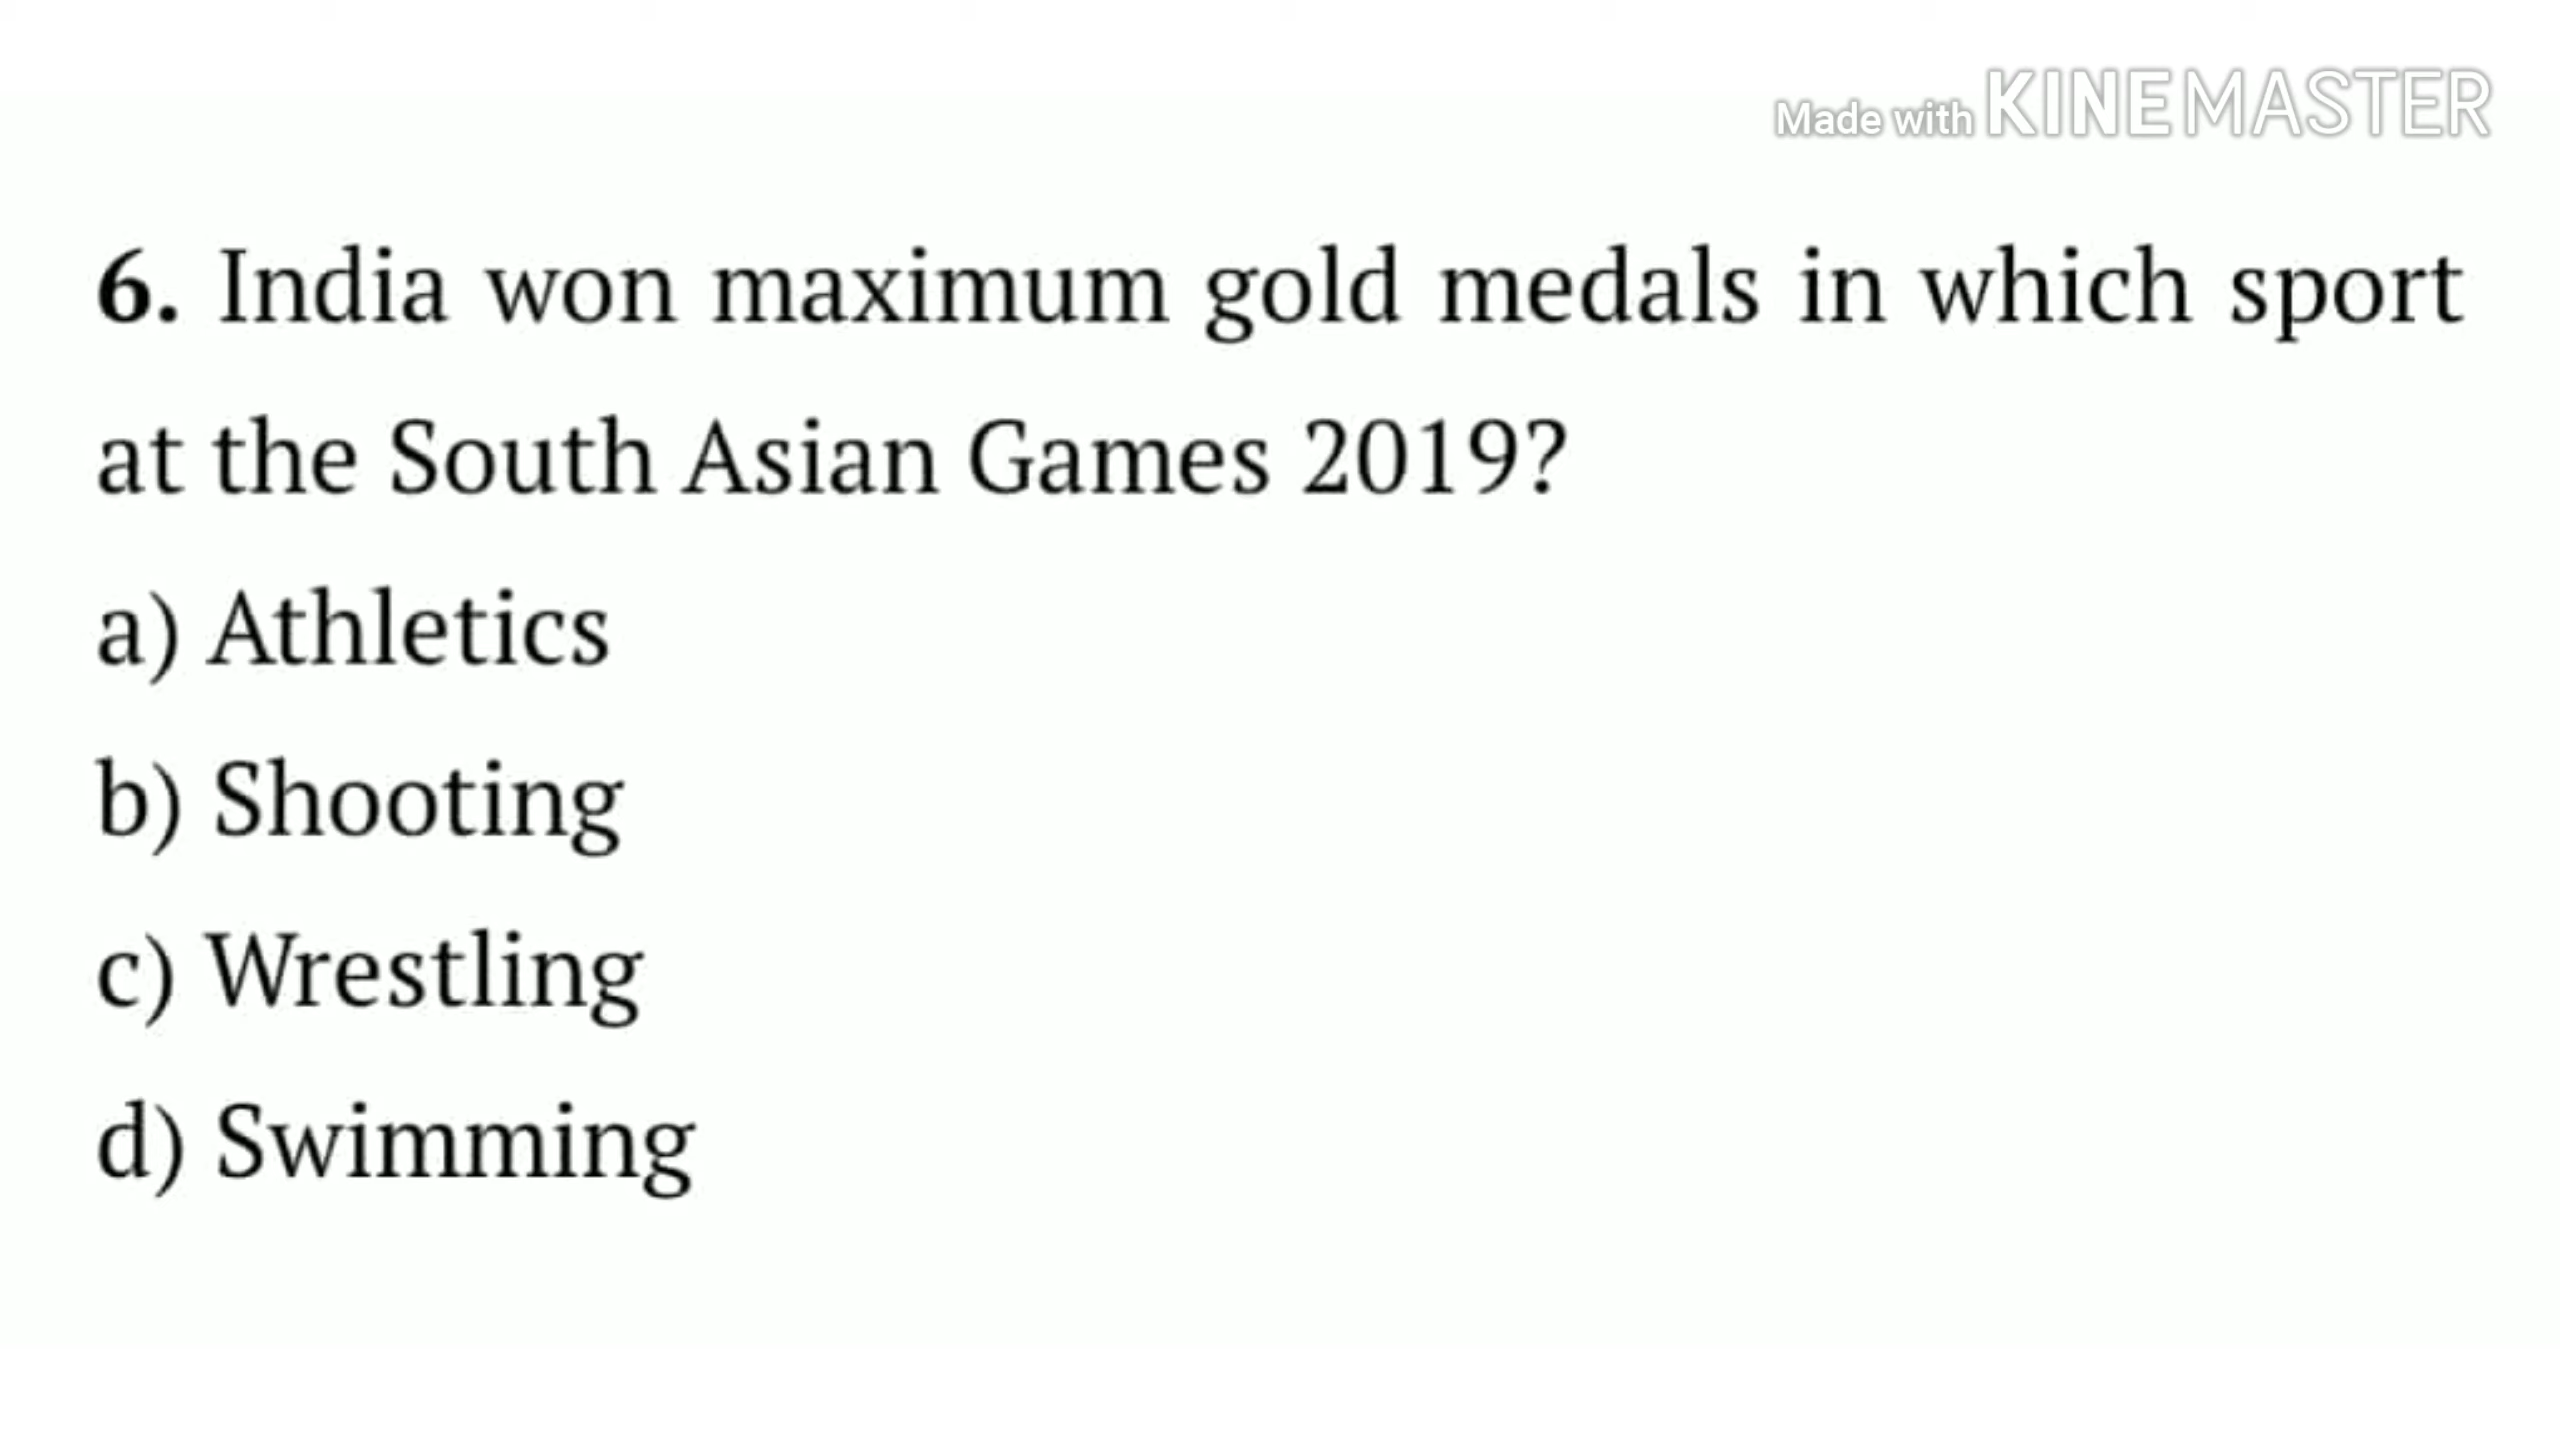 Made with KINEMASTER
6. India won maximum gold medals in which sport
at the South Asian Games 2019?
a) Athletics
b) Shooting
c) Wrestling
d) Swimming